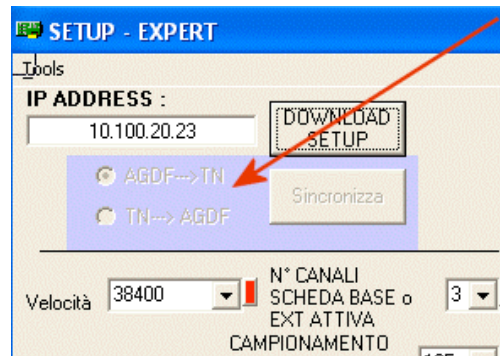 SETUP - EXPERT
Tools
IP ADDRESS :
10.100.20.23
DOWNLOAD
SETUP
AGDF--->TN
TN---> AGDF
Sincronizza
Velocità
38400
N° CANALI
SCHEDA BASE o
EXT ATTIVA
3
CAMPIONAMENTO